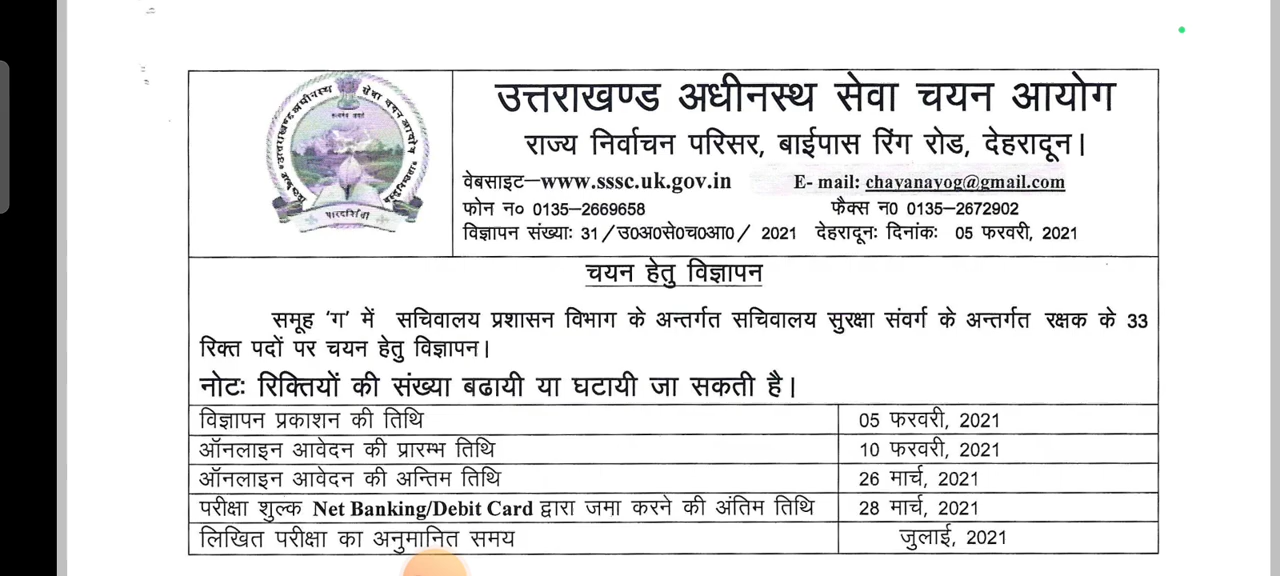 उत्तराखण्ड अधीनस्थ सेवा चयन आयोग
राज्य निर्वाचन परिसर, बाईपास रिंग रोड, देहरादून।
वेबसाइट–www.sssc.uk.gov.in E- mail: chayanayog@gmail.com
फोन न० 0135–2669658 फैक्स न0 0135–2672902
विज्ञापन संख्याः 31/उ0अ0से0च0आ0/ 2021 देहरादूनः दिनांकः 05 फरवरी, 2021
पारदर्शिता
चयन हेतु विज्ञापन
समूह ‘ग’ में सचिवालय प्रशासन विभाग के अन्तर्गत सचिवालय सुरक्षा संवर्ग के अन्तर्गत रक्षक के 33
रिक्त पदों पर चयन हेतु विज्ञापन।
नोटः रिक्तियों की संख्या बढायी या घटायी जा सकती है।
विज्ञापन प्रकाशन की तिथि 05 फरवरी, 2021
ऑनलाइन आवेदन की प्रारम्भ तिथि 10 फरवरी, 2021
ऑनलाइन आवेदन की अन्तिम तिथि 26 मार्च, 2021
परीक्षा शुल्क Net Banking/Debit Card द्वारा जमा करने की अंतिम तिथि 28 मार्च, 2021
लिखित परीक्षा का अनुमानित समय जुलाई, 2021